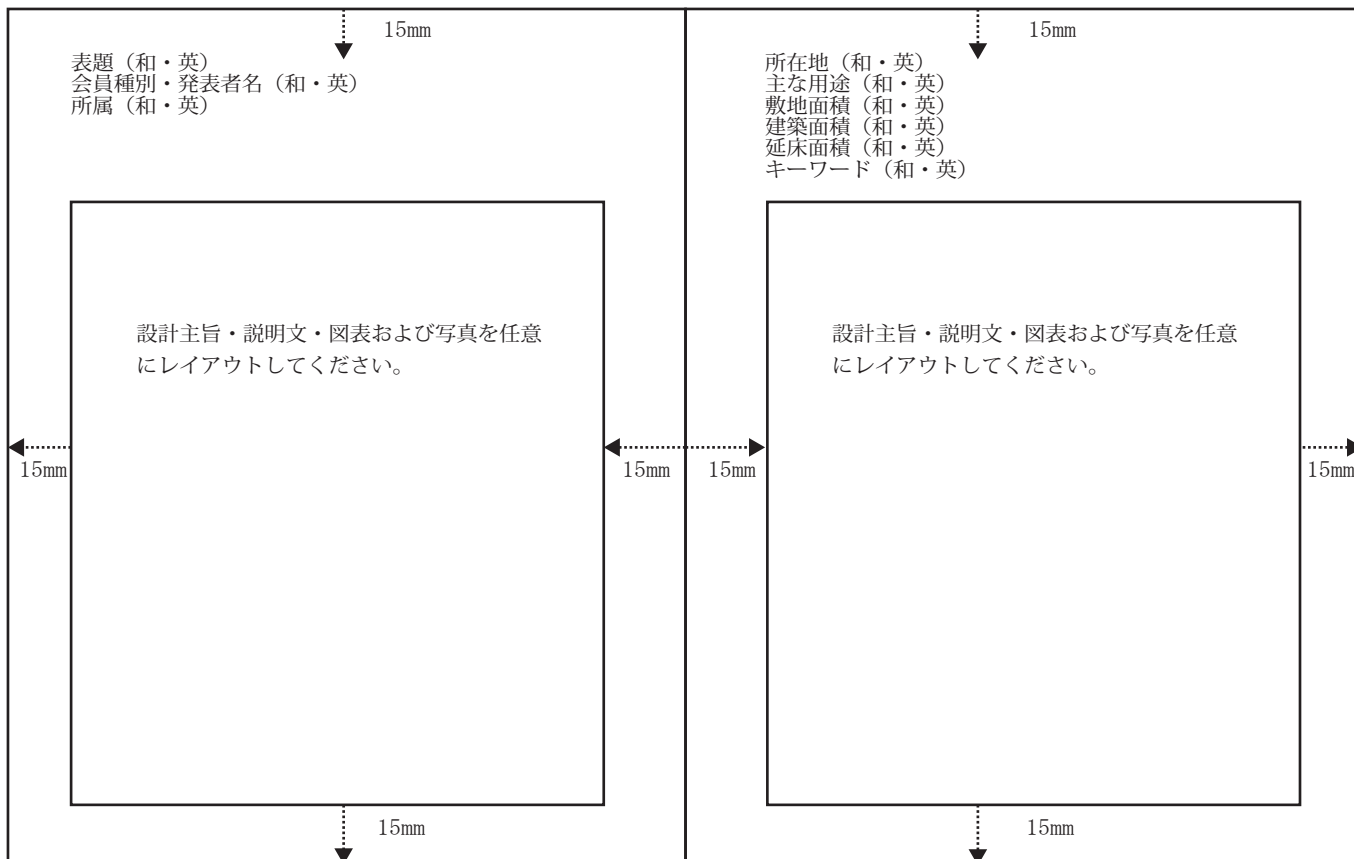 15mm
表題（和・英）
会員種別・発表者名（和・英）
所属（和・英）
設計主旨・説明文・図表および写真を任意
にレイアウトしてください。
15mm
15mm
15mm
15mm
所在地（和・英）
主な用途（和・英）
敷地面積（和・英）
建築面積（和・英）
延床面積（和・英）
キーワード（和・英）
設計主旨・説明文・図表および写真を任意
にレイアウトしてください。
15mm
15mm
15mm